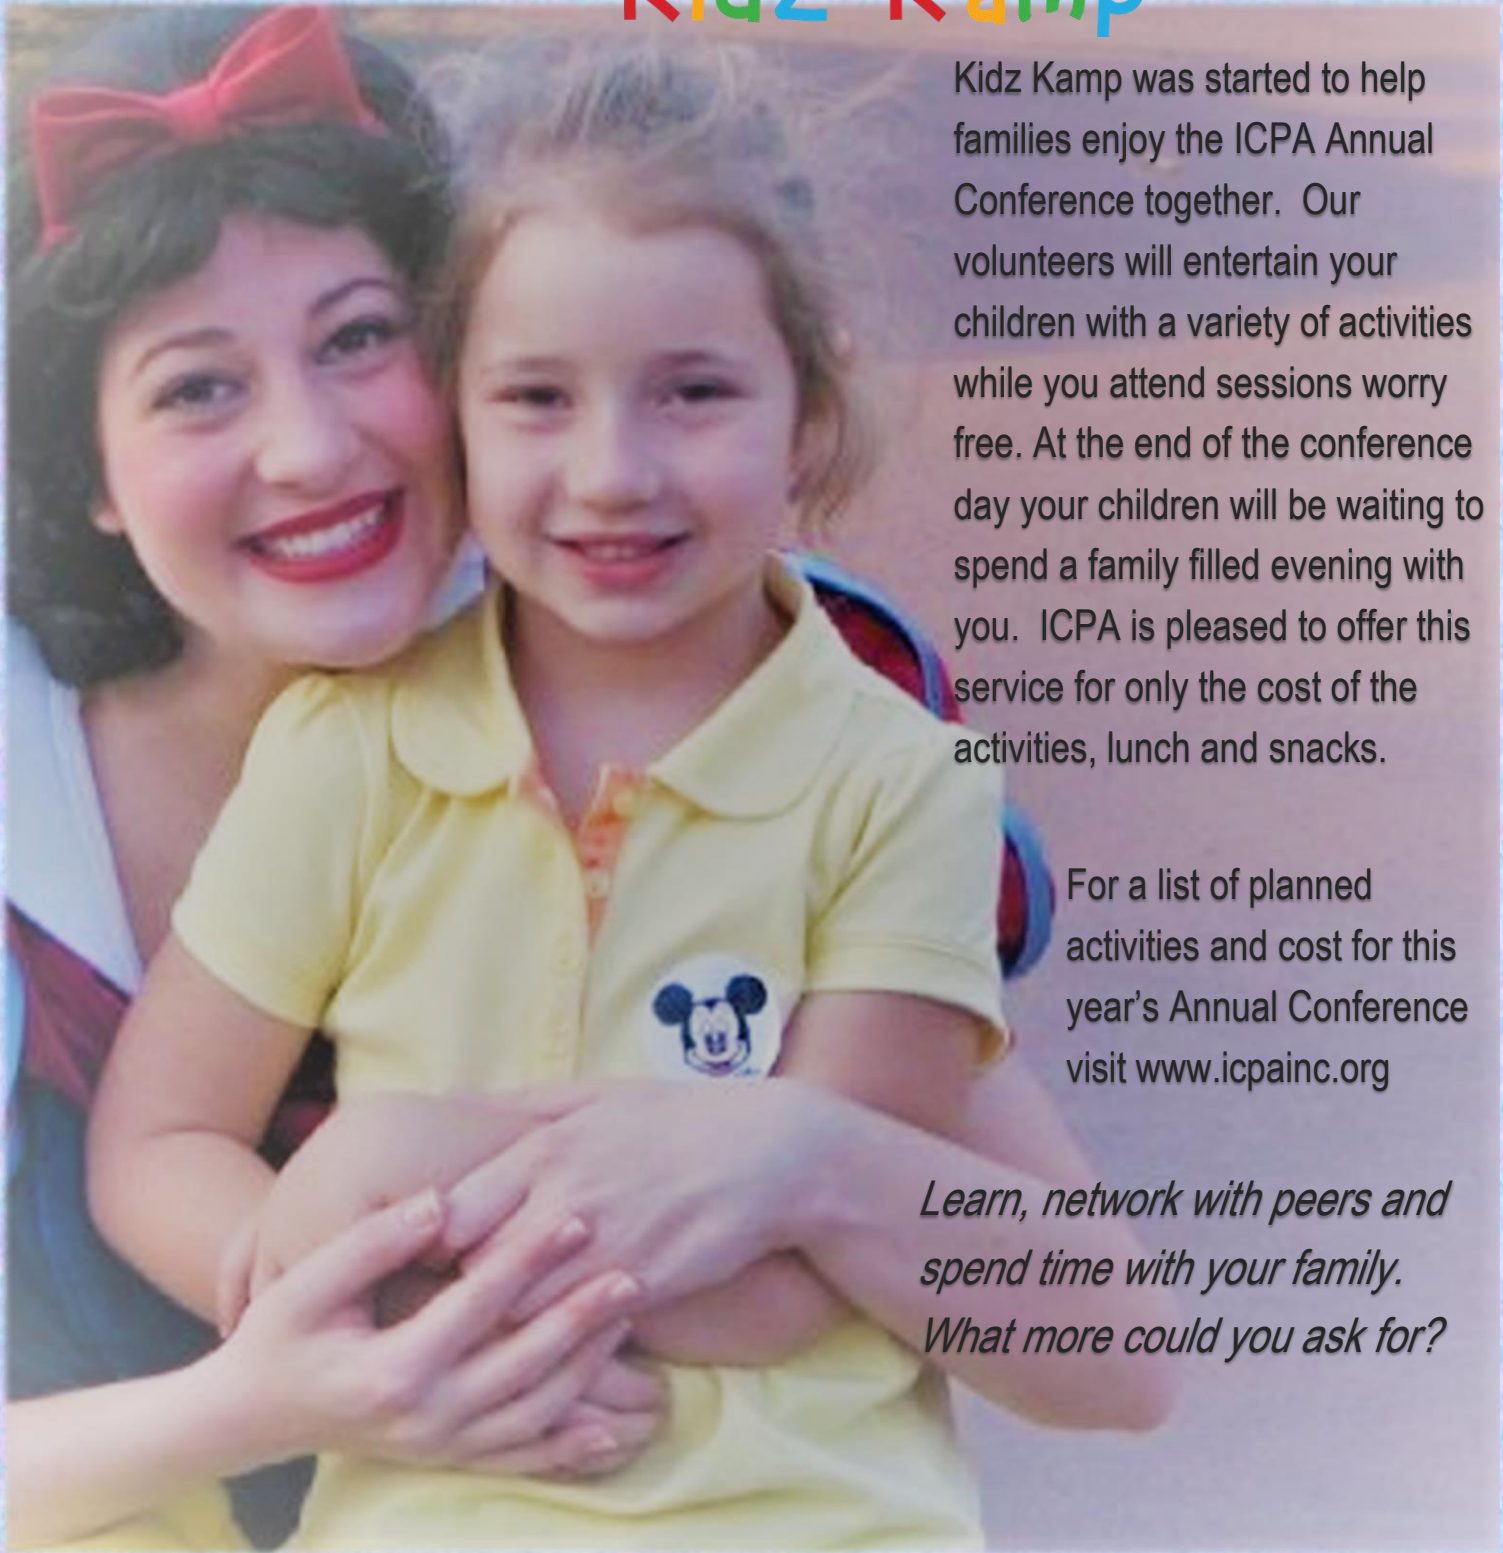 Kidz Kamp
Kidz Kamp was started to help
families enjoy the ICPA Annual
Conference together.  Our
volunteers will entertain your
children with a variety of activities
while you attend sessions worry
free. At the end of the conference
day your children will be waiting to
spend a family filled evening with
you.  ICPA is pleased to offer this
service for only the cost of the
activities, lunch and snacks.
For a list of planned
activities and cost for this
year’s Annual Conference
visit www.icpainc.org
Learn, network with peers and
spend time with your family.
What more could you ask for?